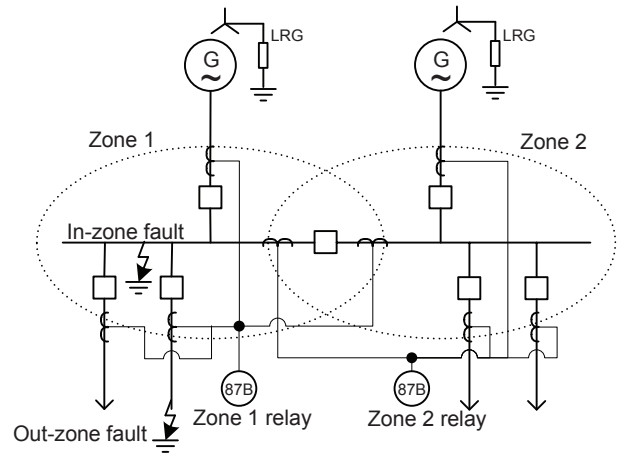 LRG
LRG
G
~
G
~
Zone 1
Zone 2
In-zone fault
87B
87B
Zone 1 relay
Zone 2 relay
Out-zone fault